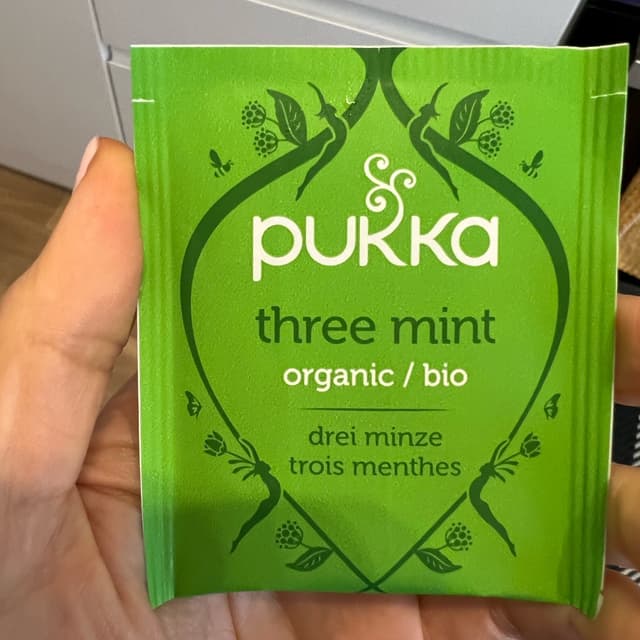 pukka
three mint
organic / bio
drei minze
trois menthes